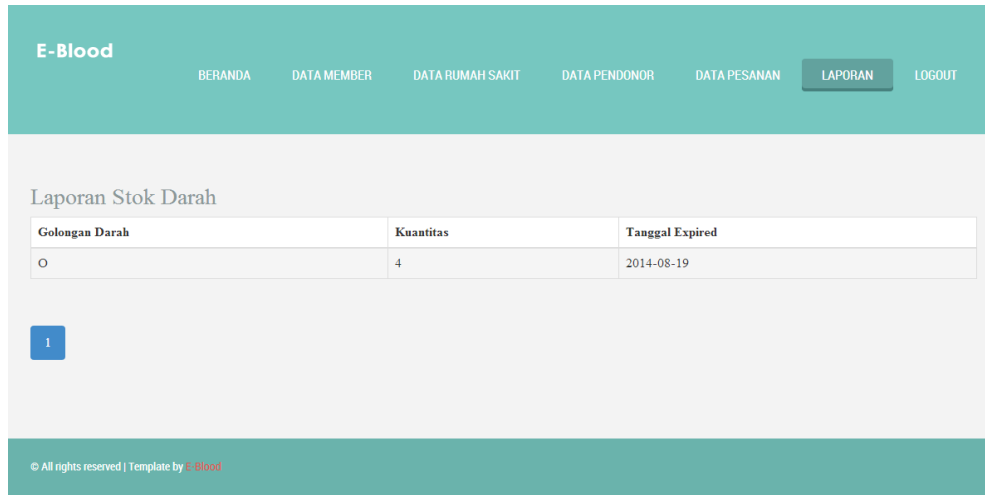 E-Blood
BERANDA DATA MEMBER DATA RUMAH SAKIT DATA PENDONOR DATA PESANAN LAPORAN LOGOUT
Laporan Stok Darah
Golongan Darah Kuantitas Tanggal Expired
O 4 2014-08-19
1
© All rights reserved | Template by E-Blood